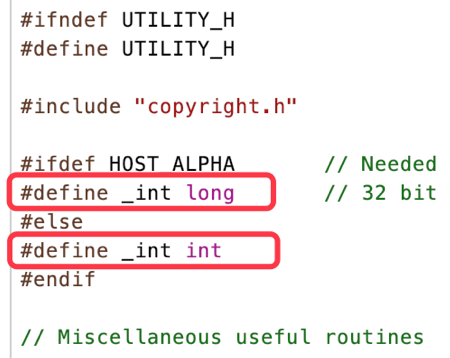 #ifndef UTILITY_H
#define UTILITY_H
#include "copyright.h"
#ifdef HOST_ALPHA // Needed
#define _int long // 32 bit
#else
#define _int int
#endif
// Miscellaneous useful routines